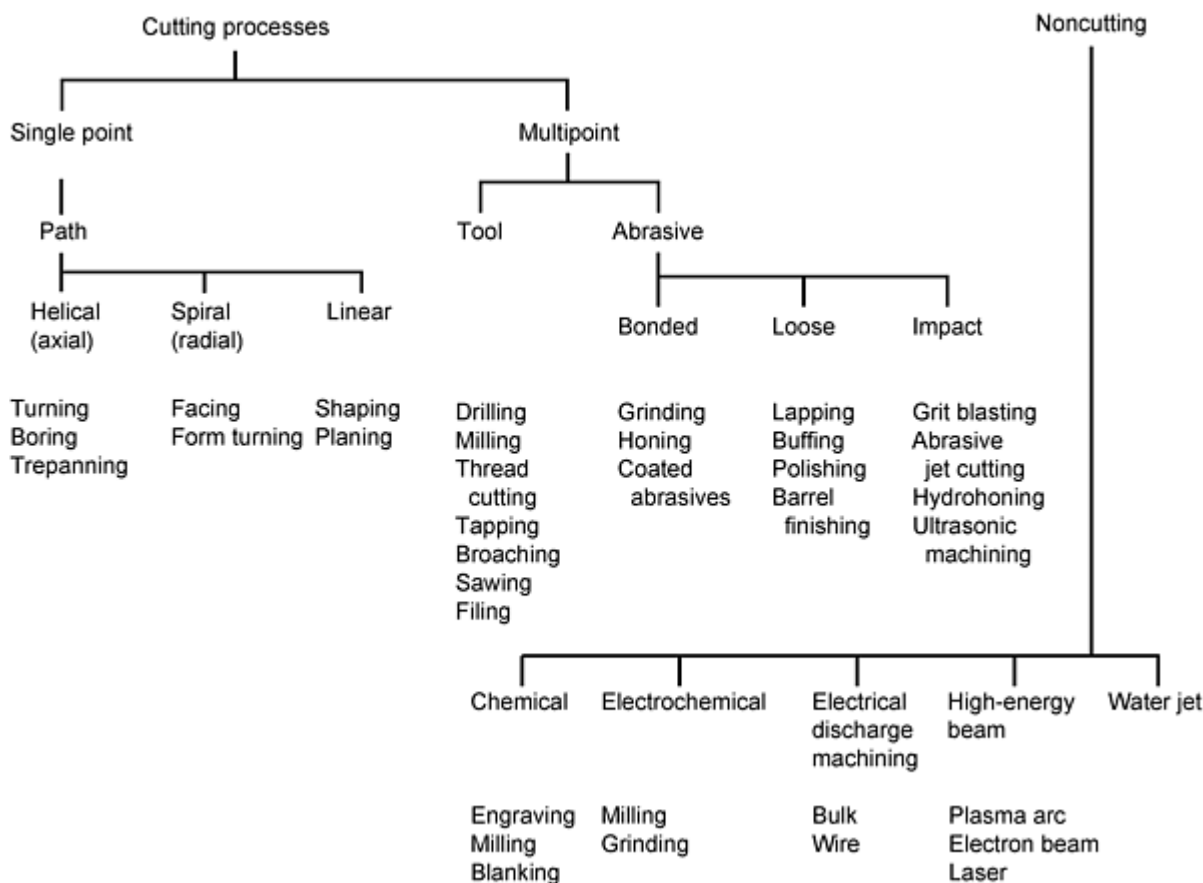 Cutting processes
Noncutting
Single point
Multipoint
Path
Tool
Abrasive
Helical
(axial)
Spiral
(radial)
Linear
Bonded
Loose
Impact
Turning
Boring
Trepanning
Facing
Form turning
Shaping
Planing
Drilling
Milling
Thread
cutting
Tapping
Broaching
Sawing
Filing
Grinding
Honing
Coated
abrasives
Lapping
Buffing
Polishing
Barrel
finishing
Grit blasting
Abrasive
jet cutting
Hydrohoning
Ultrasonic
machining
Chemical
Electrochemical
Electrical
discharge
machining
High-energy
beam
Water jet
Engraving
Milling
Blanking
Milling
Grinding
Bulk
Wire
Plasma arc
Electron beam
Laser